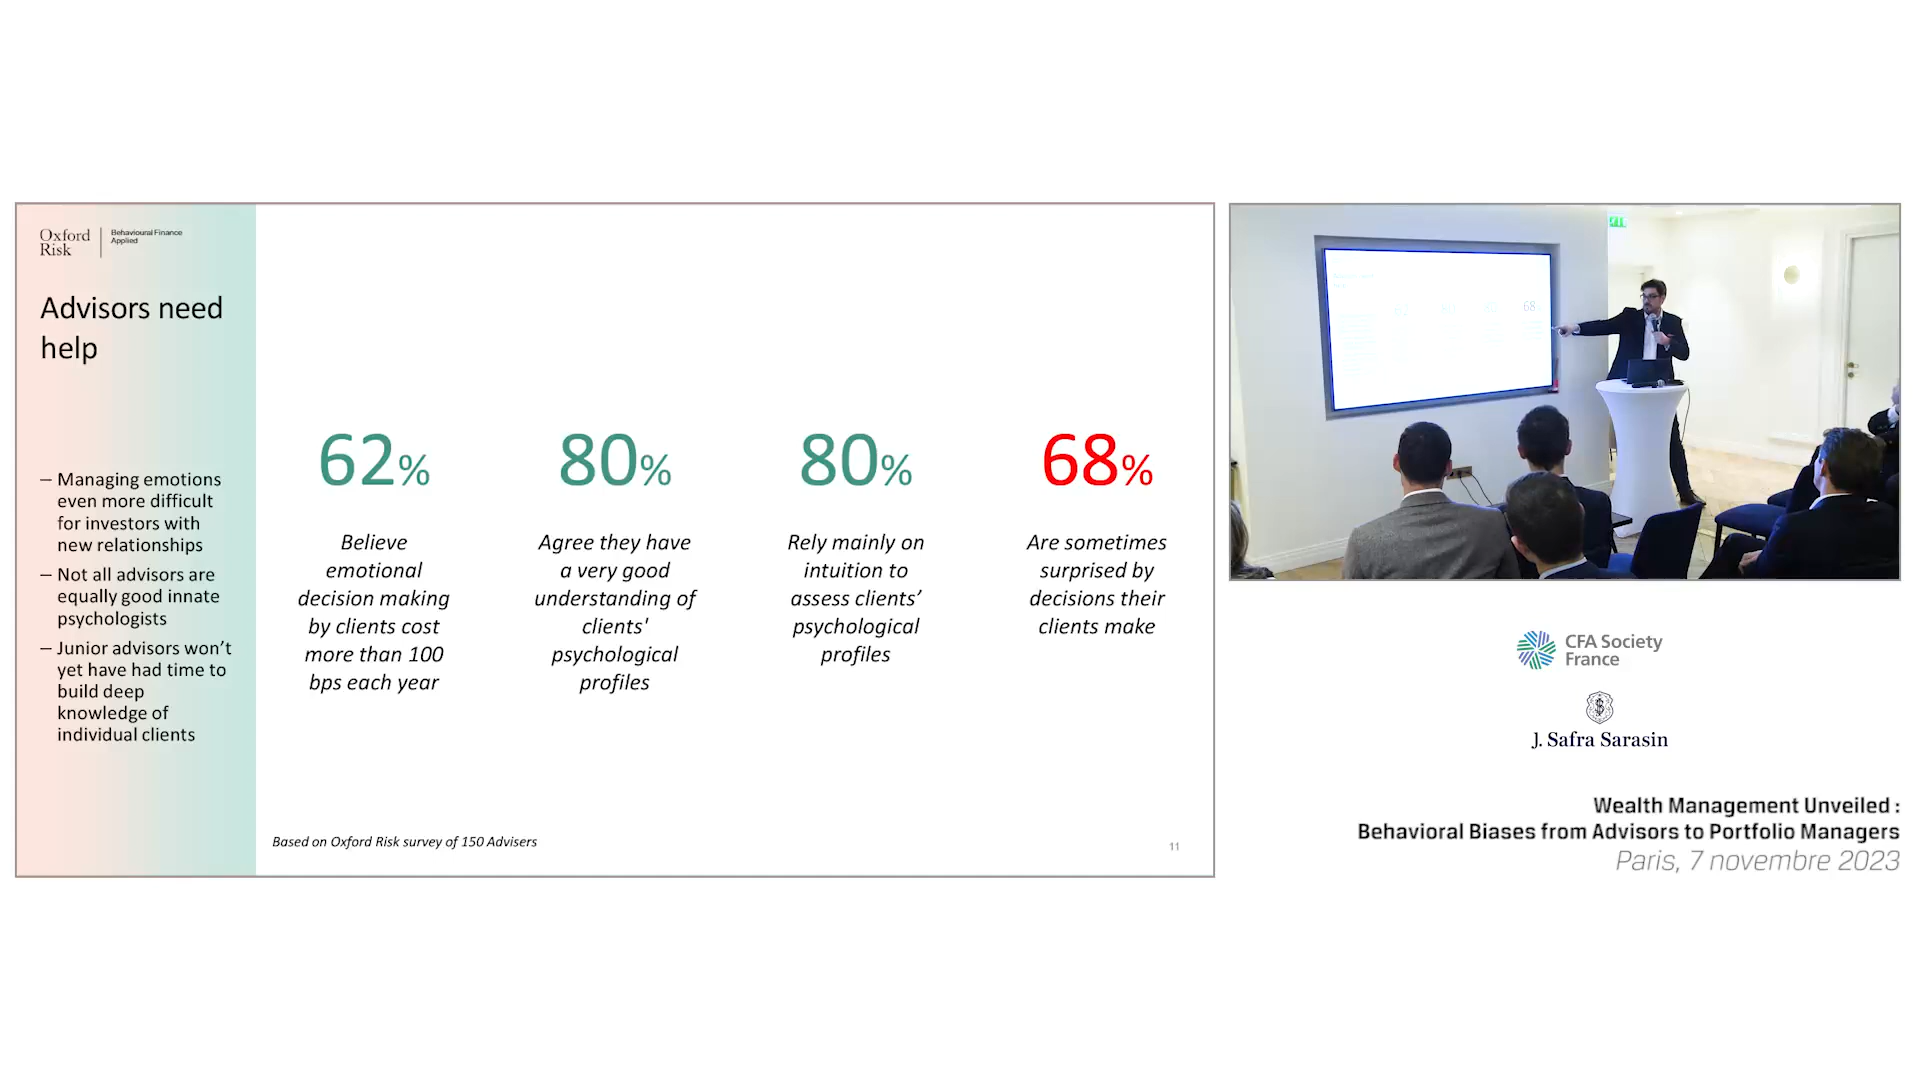 Oxford
Risk
Behavioural Finance
Applied
Advisors need
help
– Managing emotions
even more difficult
for investors with
new relationships
– Not all advisors are
equally good innate
psychologists
– Junior advisors won’t
yet have had time to
build deep
knowledge of
individual clients
62%
Believe
emotional
decision making
by clients cost
more than 100
bps each year
80%
Agree they have
a very good
understanding of
clients'
psychological
profiles
80%
Rely mainly on
intuition to
assess clients’
psychological
profiles
68%
Are sometimes
surprised by
decisions their
clients make
Based on Oxford Risk survey of 150 Advisers
11
62
80
80
68
CFA Society
France
J. Safra Sarasin
Wealth Management Unveiled :
Behavioral Biases from Advisors to Portfolio Managers
Paris, 7 novembre 2023